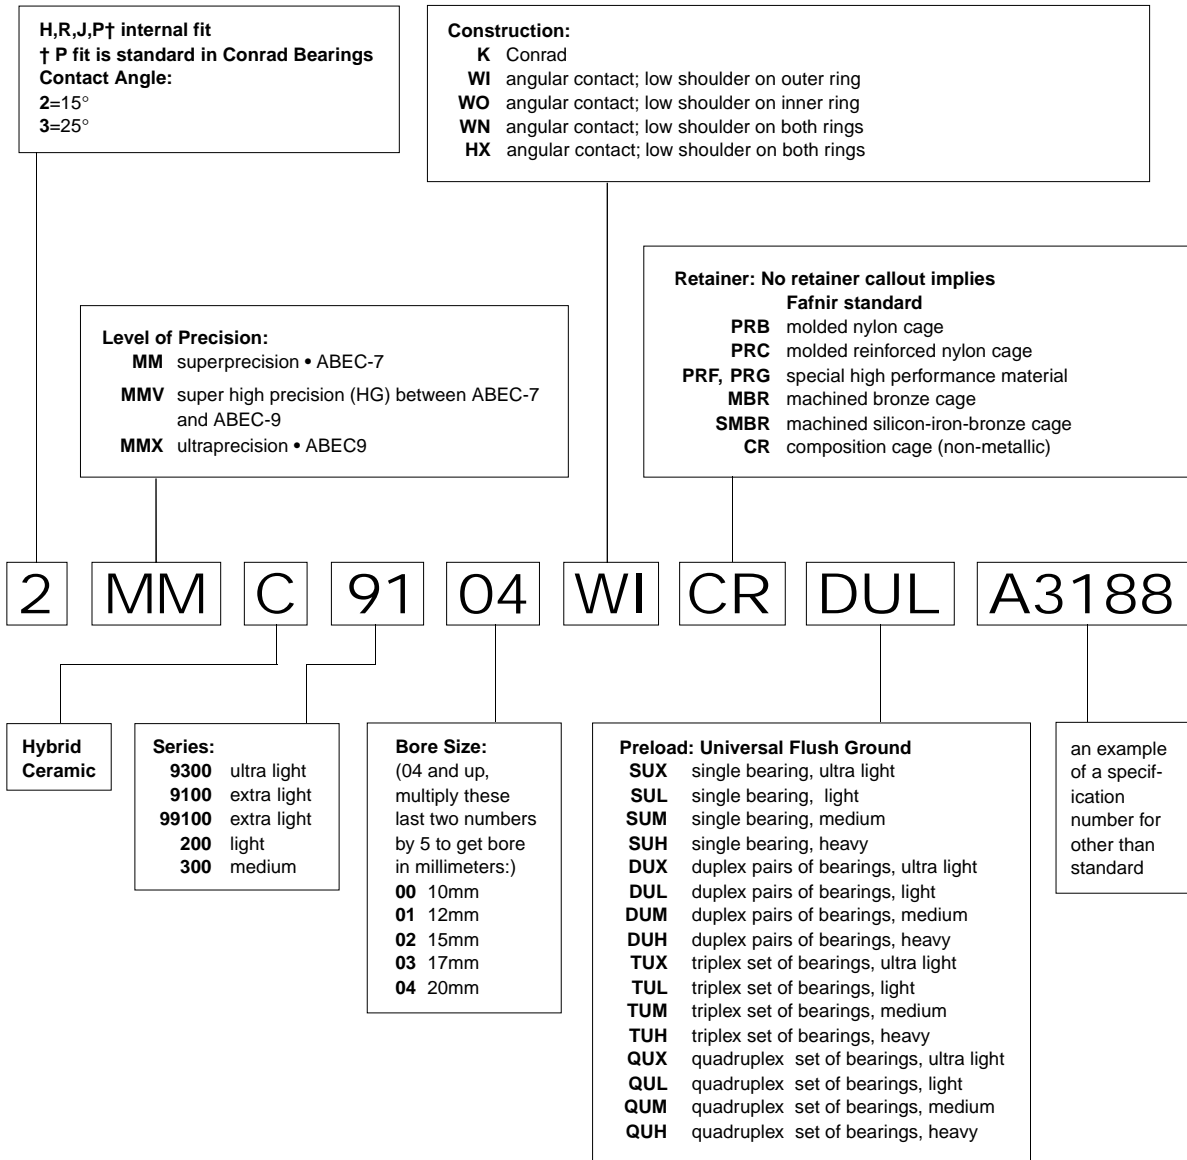 H,R,J,P† internal fit
† P fit is standard in Conrad Bearings
Contact Angle:
2=15°
3=25°
Construction:
K Conrad
WI angular contact; low shoulder on outer ring
WO angular contact; low shoulder on inner ring
WN angular contact; low shoulder on both rings
HX angular contact; low shoulder on both rings
Level of Precision:
MM superprecision • ABEC-7
MMV super high precision (HG) between ABEC-7
and ABEC-9
MMX ultraprecision • ABEC9
Retainer: No retainer callout implies
Fafnir standard
PRB molded nylon cage
PRC molded reinforced nylon cage
PRF, PRG special high performance material
MBR machined bronze cage
SMBR machined silicon-iron-bronze cage
CR composition cage (non-metallic)
2 MM C 91 04 WI CR DUL A3188
Hybrid
Ceramic
Series:
9300 ultra light
9100 extra light
99100 extra light
200 light
300 medium
Bore Size:
(04 and up,
multiply these
last two numbers
by 5 to get bore
in millimeters:)
00 10mm
01 12mm
02 15mm
03 17mm
04 20mm
Preload: Universal Flush Ground
SUX single bearing, ultra light
SUL single bearing, light
SUM single bearing, medium
SUH single bearing, heavy
DUX duplex pairs of bearings, ultra light
DUL duplex pairs of bearings, light
DUM duplex pairs of bearings, medium
DUH duplex pairs of bearings, heavy
TUX triplex set of bearings, ultra light
TUL triplex set of bearings, light
TUM triplex set of bearings, medium
TUH triplex set of bearings, heavy
QUX quadruplex set of bearings, ultra light
QUL quadruplex set of bearings, light
QUM quadruplex set of bearings, medium
QUH quadruplex set of bearings, heavy
an example
of a specif-
ication
number for
other than
standard